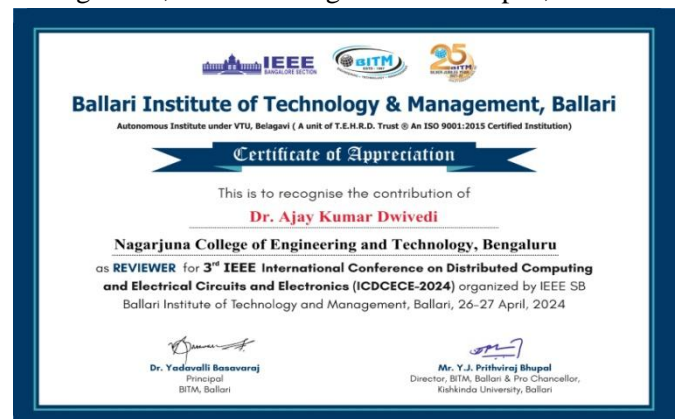 IEEE
BANGALORE SECTION
BITM
25
BITM
Ballari Institute of Technology & Management, Ballari
Autonomous Institute under VTU, Belagavi ( A unit of T.E.H.R.D. Trust ® An ISO 9001:2015 Certified Institution)
Certificate of Appreciation
This is to recognise the contribution of
Dr. Ajay Kumar Dwivedi
Nagarjuna College of Engineering and Technology, Bengaluru
as REVIEWER for 3rd IEEE International Conference on Distributed Computing
and Electrical Circuits and Electronics (ICDCECE-2024) organized by IEEE SB
Ballari Institute of Technology and Management, Ballari, 26-27 April, 2024
Dr. Yadavalli Basavaraj
Principal
BITM, Ballari
Mr. Y.J. Prithviraj Bhupal
Director, BITM, Ballari & Pro Chancellor,
Kishkinda University, Ballari